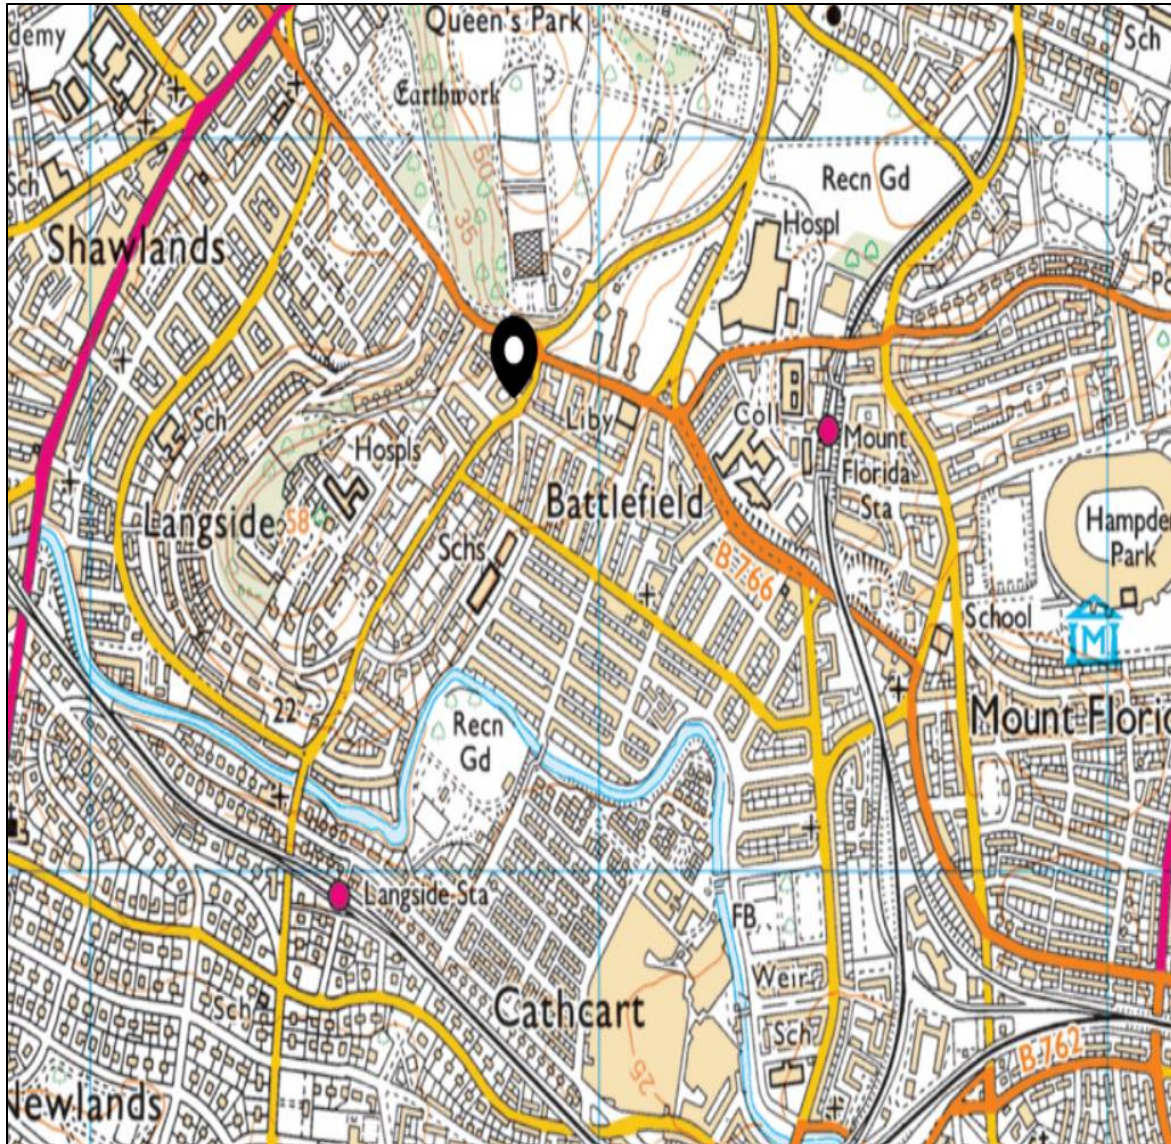 Queen's Park
demy
Sch
Earthwork
60
35
Recn Gd
Sch
Hospl
Shawlands
Sch
Liby
Coll
Mount
Florida
Sta
Hospls
Battlefield
Langside
58
Hampde
Park
Schs
B 766
School
M
22
Recn
Gd
Mount Floric
Langside Sta
FB
Weir
Cathcart
Sch
Sch
25
B 762
Newlands